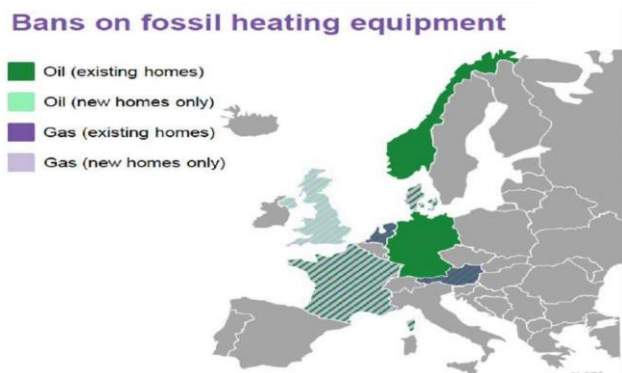 Bans on fossil heating equipment
Oil (existing homes)
Oil (new homes only)
Gas (existing homes)
Gas (new homes only)